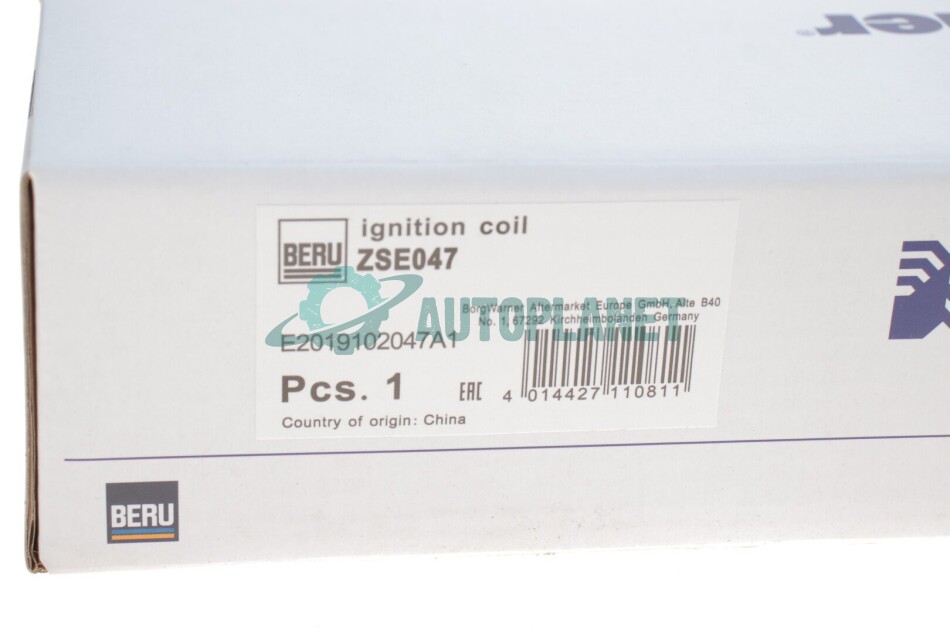 ner®
BERU
ignition coil
ZSE047
AUTOPLANET
BorgWarner Aftermarket Europe GmbH, Alte B40
No. 1, 67292 Kirchheimbolanden Germany
E2019102047A1
Pcs. 1
EAC
4 014427 110811
Country of origin: China
BERU